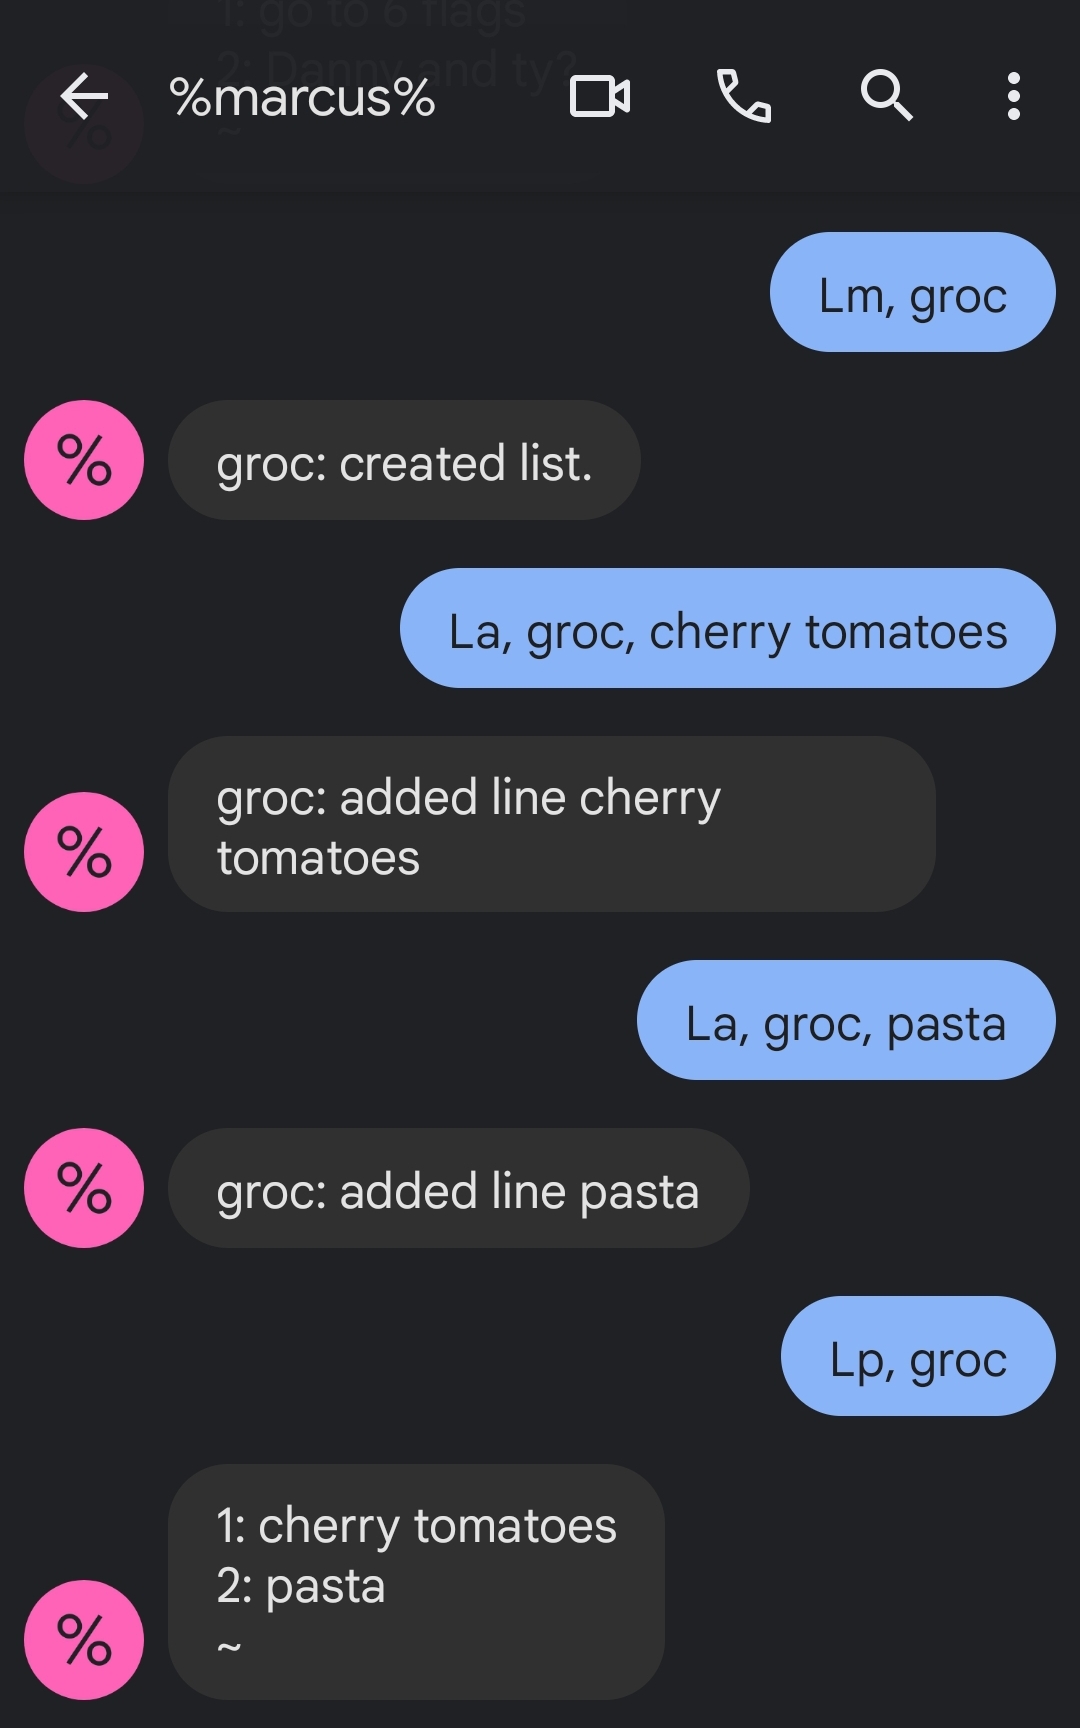 1: go to 6 flags
2: Danny and ty?
~
%marcus%
%
Lm, groc
%
groc: created list.
La, groc, cherry tomatoes
groc: added line cherry
tomatoes
%
La, groc, pasta
%
groc: added line pasta
Lp, groc
1: cherry tomatoes
2: pasta
~
%